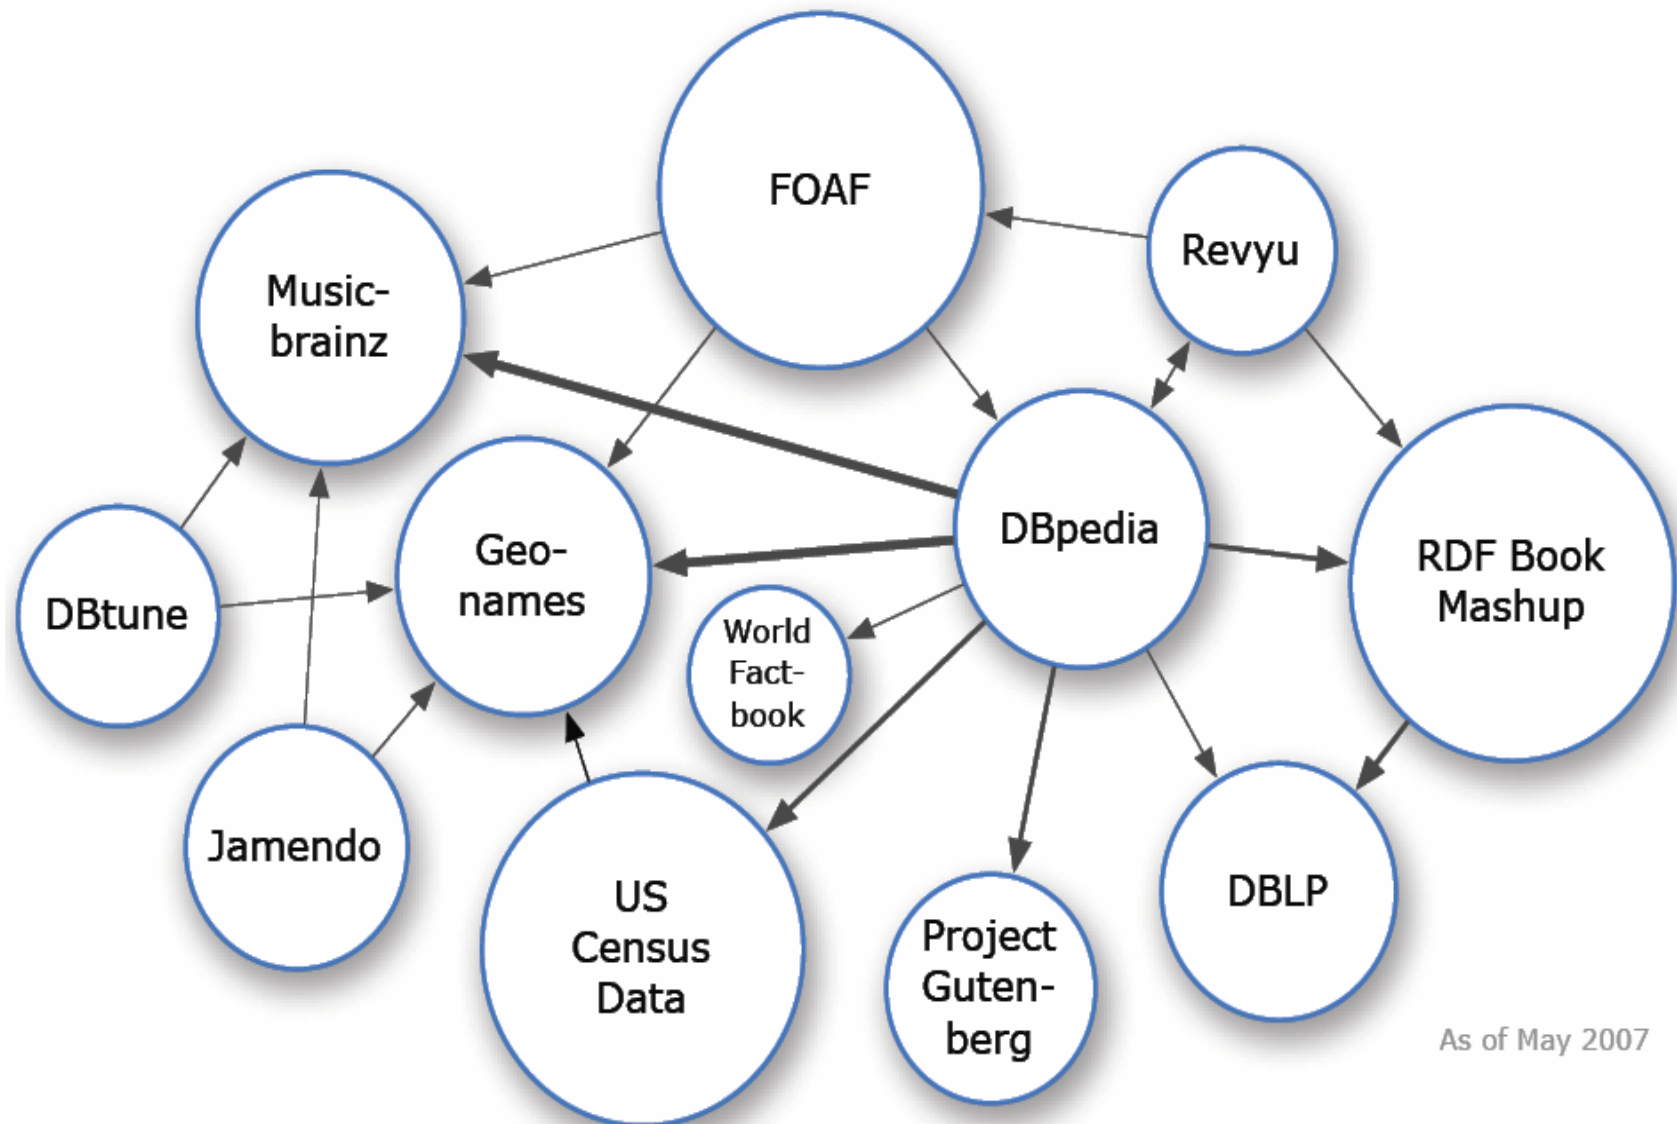 FOAF
Revyu
Music-
brainz
DBpedia
Geo-
names
RDF Book
Mashup
DBtune
World
Fact-
book
Jamendo
US
Census
Data
Project
Guten-
berg
DBLP
As of May 2007